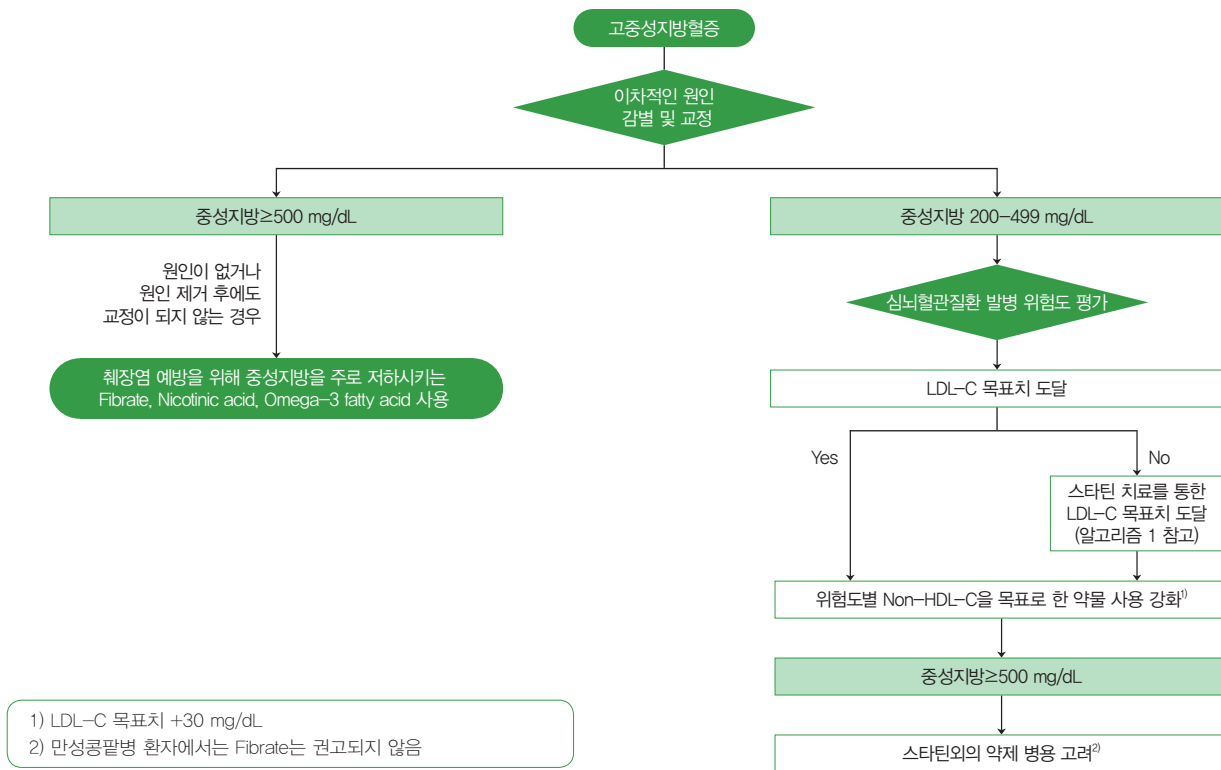 고중성지방혈증
이차적인 원인
감별 및 교정
중성지방≥500 mg/dL
원인이 없거나
원인 제거 후에도
교정이 되지 않는 경우
췌장염 예방을 위해 중성지방을 주로 저하시키는
Fibrate, Nicotinic acid, Omega-3 fatty acid 사용
중성지방 200-499 mg/dL
심뇌혈관질환 발병 위험도 평가
LDL-C 목표치 도달
Yes
No
스타틴 치료를 통한
LDL-C 목표치 도달
(알고리즘 1 참고)
위험도별 Non-HDL-C을 목표로 한 약물 사용 강화1)
중성지방≥500 mg/dL
스타틴외의 약제 병용 고려2)
1) LDL-C 목표치 +30 mg/dL
2) 만성콩팥병 환자에서는 Fibrate는 권고되지 않음